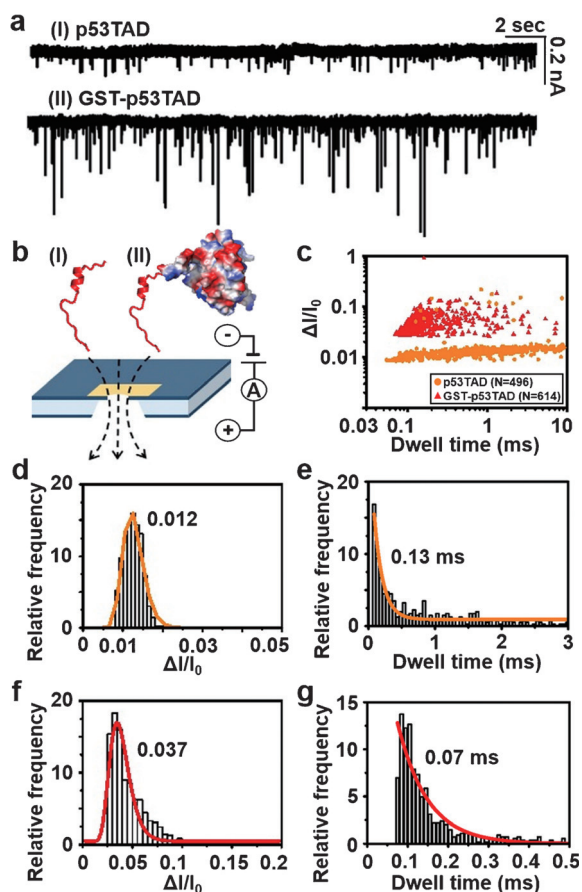 a
(I) p53TAD
2 sec
0.2 nA
(II) GST-p53TAD
b
(I)
(II)
-
A
+
c
ΔI/I0
1
0.1
0.01
p53TAD (N=496)
GST-p53TAD (N=614)
0.03 0.1 1 10
Dwell time (ms)
d
Relative frequency
20
10
0
0.012
0.01 0.03 0.05
ΔI/I0
e
Relative frequency
20
10
0
0.13 ms
0 1 2 3
Dwell time (ms)
f
Relative frequency
20
10
0
0.037
0 0.05 0.1 0.15 0.2
ΔI/I0
g
Relative frequency
15
10
5
0
0.07 ms
0 0.1 0.2 0.3 0.4 0.5
Dwell time (ms)